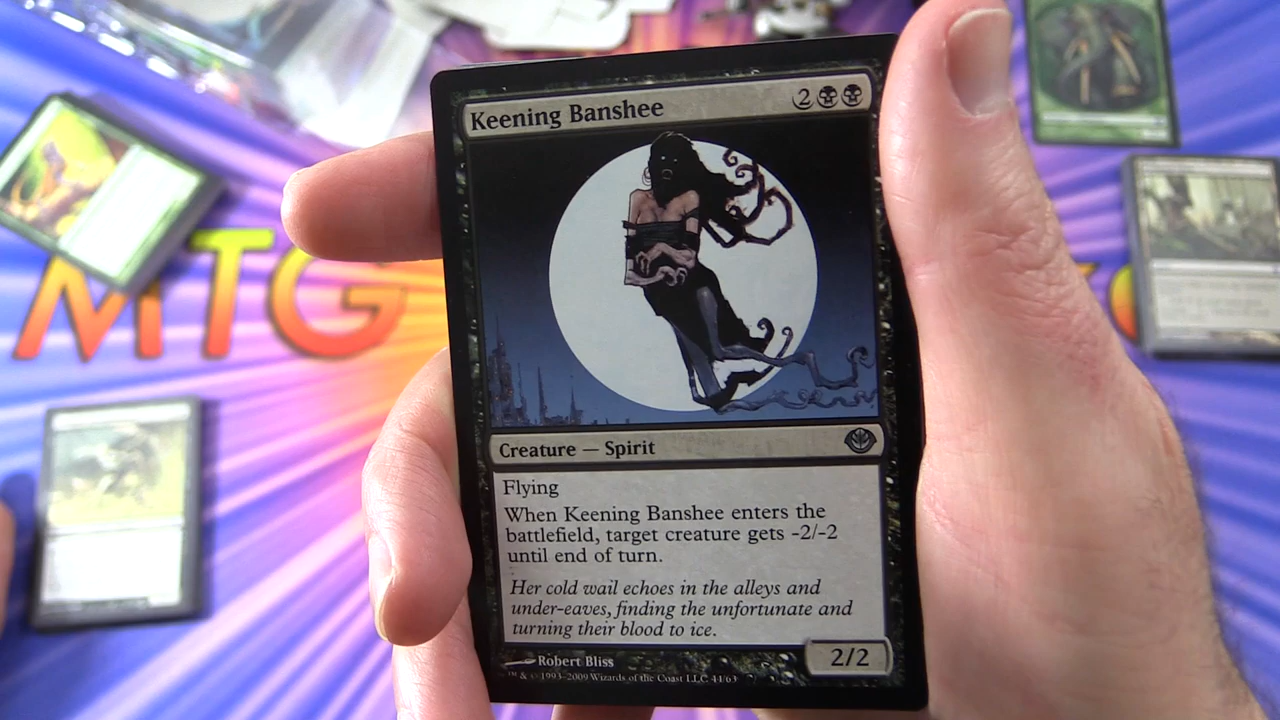 Keening Banshee 2
MTG
Creature — Spirit
Flying
When Keening Banshee enters the
battlefield, target creature gets -2/-2
until end of turn.
Her cold wail echoes in the alleys and
under-eaves, finding the unfortunate and
turning their blood to ice.
Robert Bliss
2/2
™ & © 1993-2009 Wizards of the Coast LLC 44/63